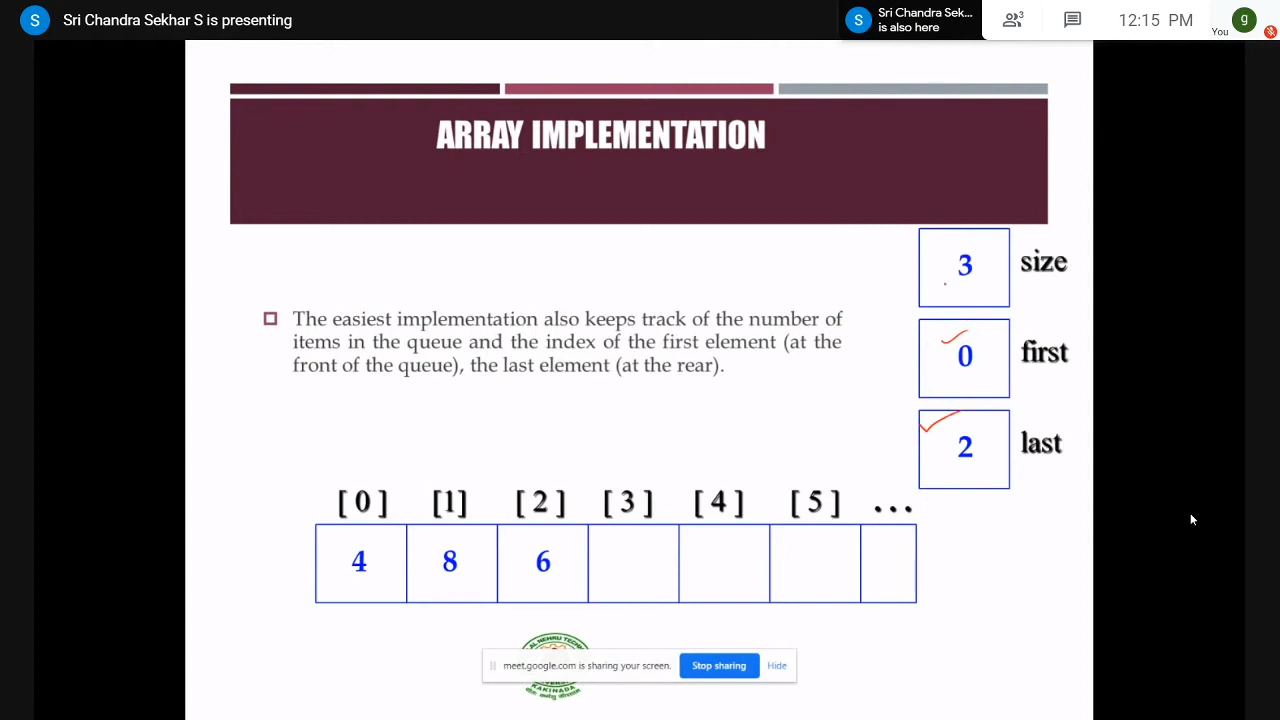 S Sri Chandra Sekhar S is presenting
S Sri Chandra Sek...
is also here
3
12:15 PM
You
g
ARRAY IMPLEMENTATION
3 size
The easiest implementation also keeps track of the number of
items in the queue and the index of the first element (at the
front of the queue), the last element (at the rear).
0 first
2 last
[ 0 ] [1] [ 2 ] [ 3 ] [ 4 ] [ 5 ] ...
4 8 6
meet.google.com is sharing your screen. Stop sharing Hide
KAKINADA